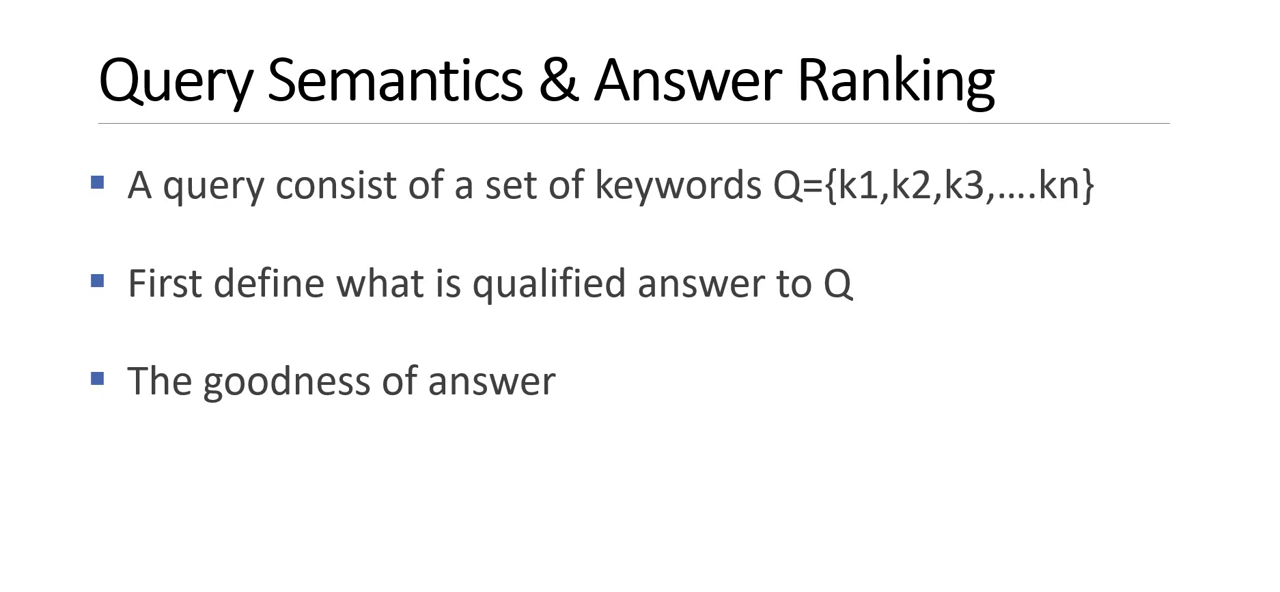 Query Semantics & Answer Ranking
A query consist of a set of keywords Q={k1,k2,k3,....kn}
First define what is qualified answer to Q
The goodness of answer